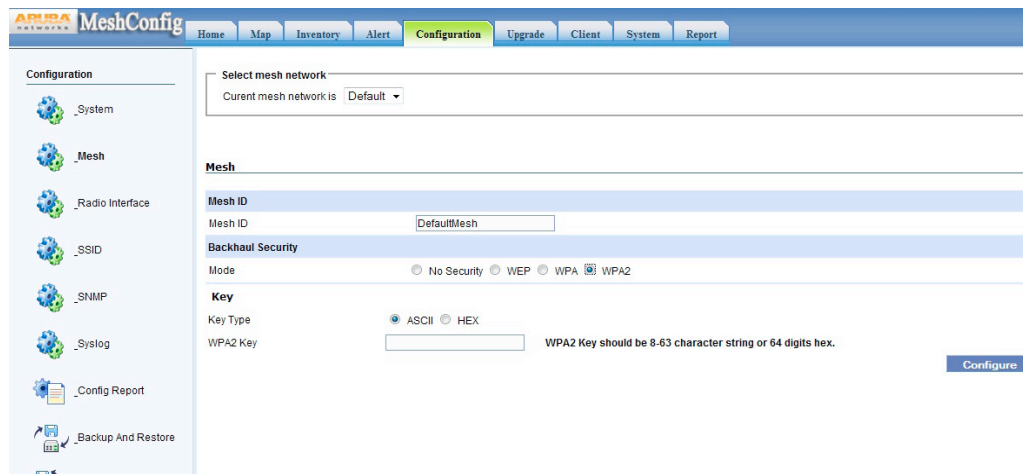 ARUBA networks MeshConfig
Home Map Inventory Alert Configuration Upgrade Client System Report
Configuration
_System
_Mesh
_Radio Interface
_SSID
_SNMP
_Syslog
_Config Report
_Backup And Restore
Select mesh network
Curent mesh network is Default
Mesh
Mesh ID
Mesh ID DefaultMesh
Backhaul Security
Mode No Security WEP WPA WPA2
Key
Key Type ASCII HEX
WPA2 Key WPA2 Key should be 8-63 character string or 64 digits hex.
Configure